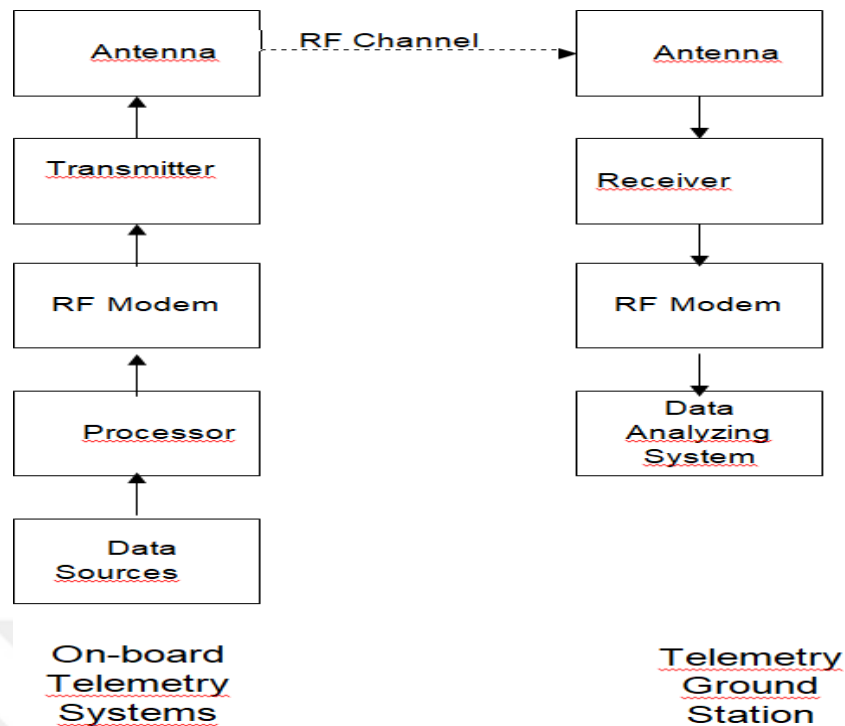 Antenna
RF Channel
Antenna
Transmitter
Receiver
RF Modem
RF Modem
Processor
Data
Analyzing
System
Data
Sources
On-board
Telemetry
Systems
Telemetry
Ground
Station